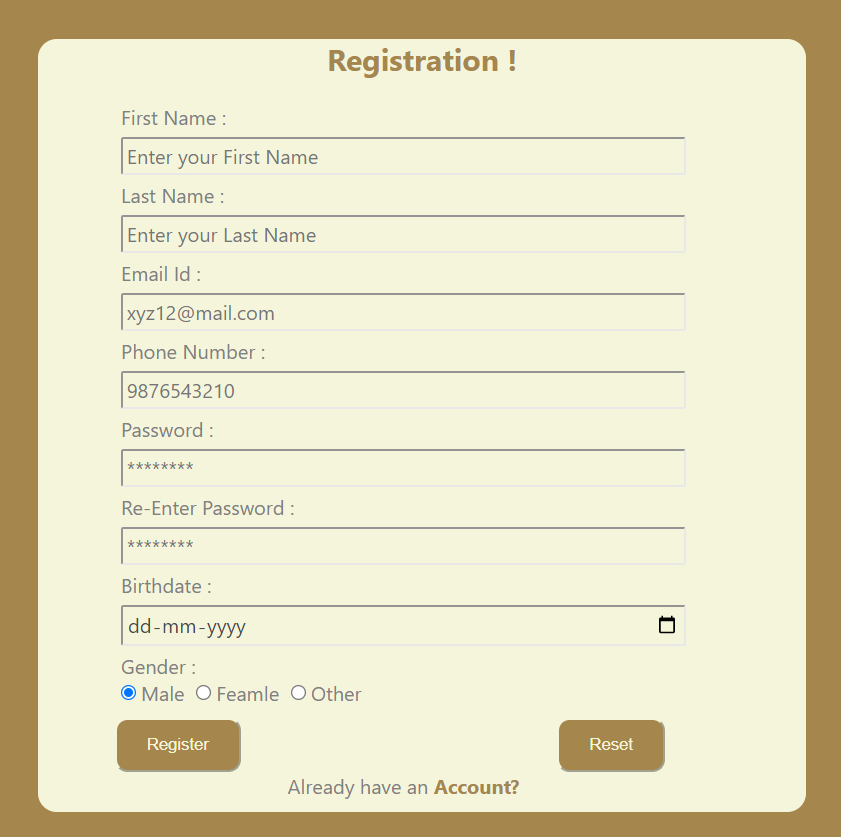 Registration !
First Name :
Enter your First Name
Last Name :
Enter your Last Name
Email Id :
xyz12@mail.com
Phone Number :
9876543210
Password :
********
Re-Enter Password :
********
Birthdate :
dd-mm-yyyy
Gender :
Male Feamle Other
Register Reset
Already have an Account?